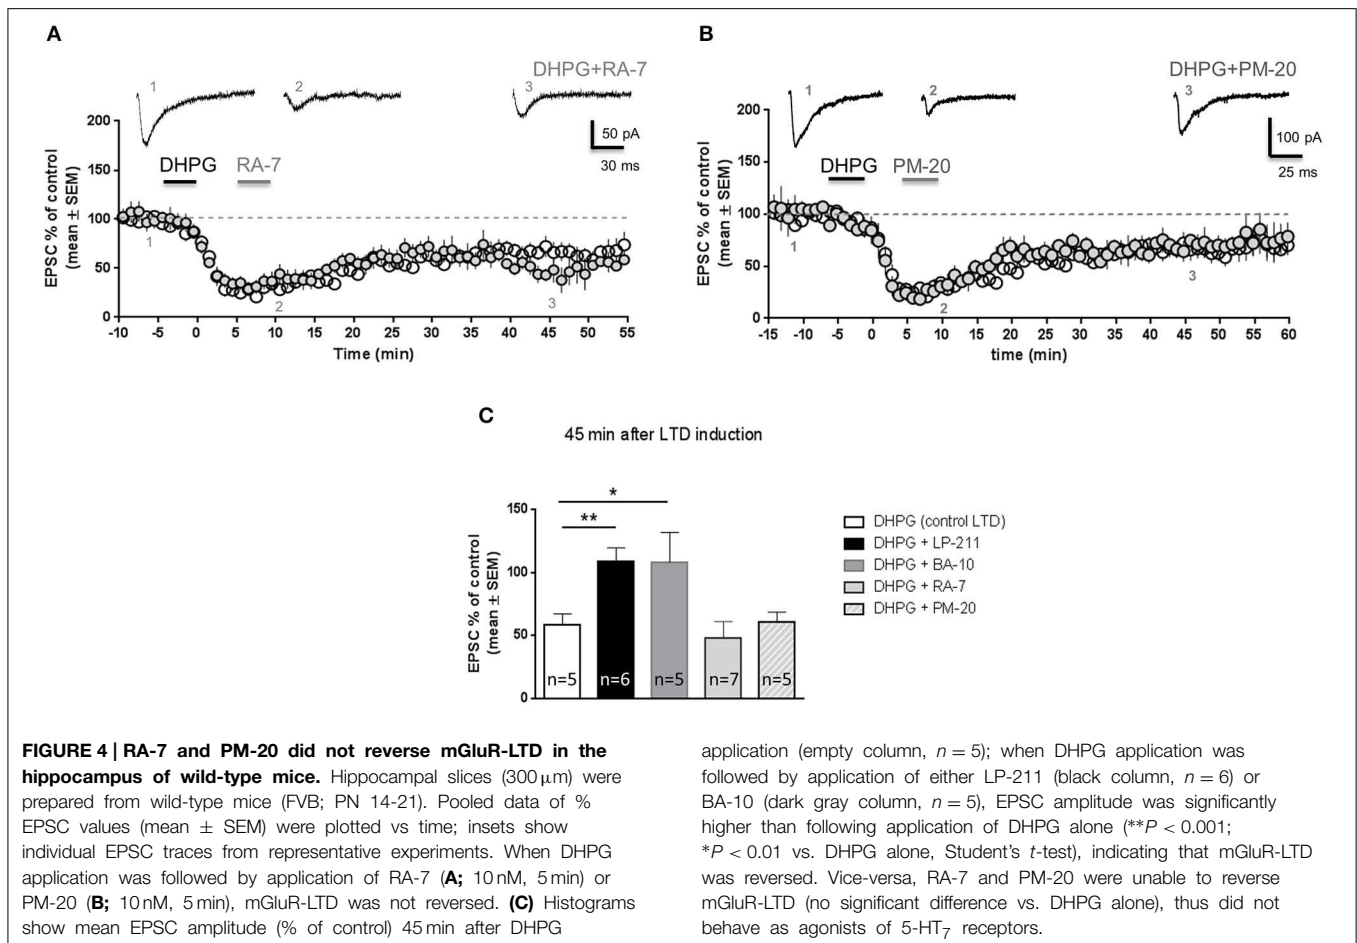 A
DHPG+RA-7
1
2
3
200
150
100
50
0
EPSC % of control
(mean ± SEM)
50 pA
30 ms
DHPG
RA-7
1
2
3
-10 -5 0 5 10 15 20 25 30 35 40 45 50 55
Time (min)
B
DHPG+PM-20
1
2
3
200
150
100
50
0
EPSC % of control
(mean ± SEM)
100 pA
25 ms
DHPG
PM-20
1
2
3
-15 -10 -5 0 5 10 15 20 25 30 35 40 45 50 55 60
time (min)
C
45 min after LTD induction
150
100
50
0
EPSC % of control
(mean ± SEM)
*
**
n=5 n=6 n=5 n=7 n=5
DHPG (control LTD)
DHPG + LP-211
DHPG + BA-10
DHPG + RA-7
DHPG + PM-20
FIGURE 4 | RA-7 and PM-20 did not reverse mGluR-LTD in the
hippocampus of wild-type mice. Hippocampal slices (300 μm) were
prepared from wild-type mice (FVB; PN 14-21). Pooled data of %
EPSC values (mean ± SEM) were plotted vs time; insets show
individual EPSC traces from representative experiments. When DHPG
application was followed by application of RA-7 (A; 10 nM, 5 min) or
PM-20 (B; 10 nM, 5 min), mGluR-LTD was not reversed. (C) Histograms
show mean EPSC amplitude (% of control) 45 min after DHPG
application (empty column, n = 5); when DHPG application was
followed by application of either LP-211 (black column, n = 6) or
BA-10 (dark gray column, n = 5), EPSC amplitude was significantly
higher than following application of DHPG alone (**P < 0.001;
*P < 0.01 vs. DHPG alone, Student's t-test), indicating that mGluR-LTD
was reversed. Vice-versa, RA-7 and PM-20 were unable to reverse
mGluR-LTD (no significant difference vs. DHPG alone), thus did not
behave as agonists of 5-HT7 receptors.